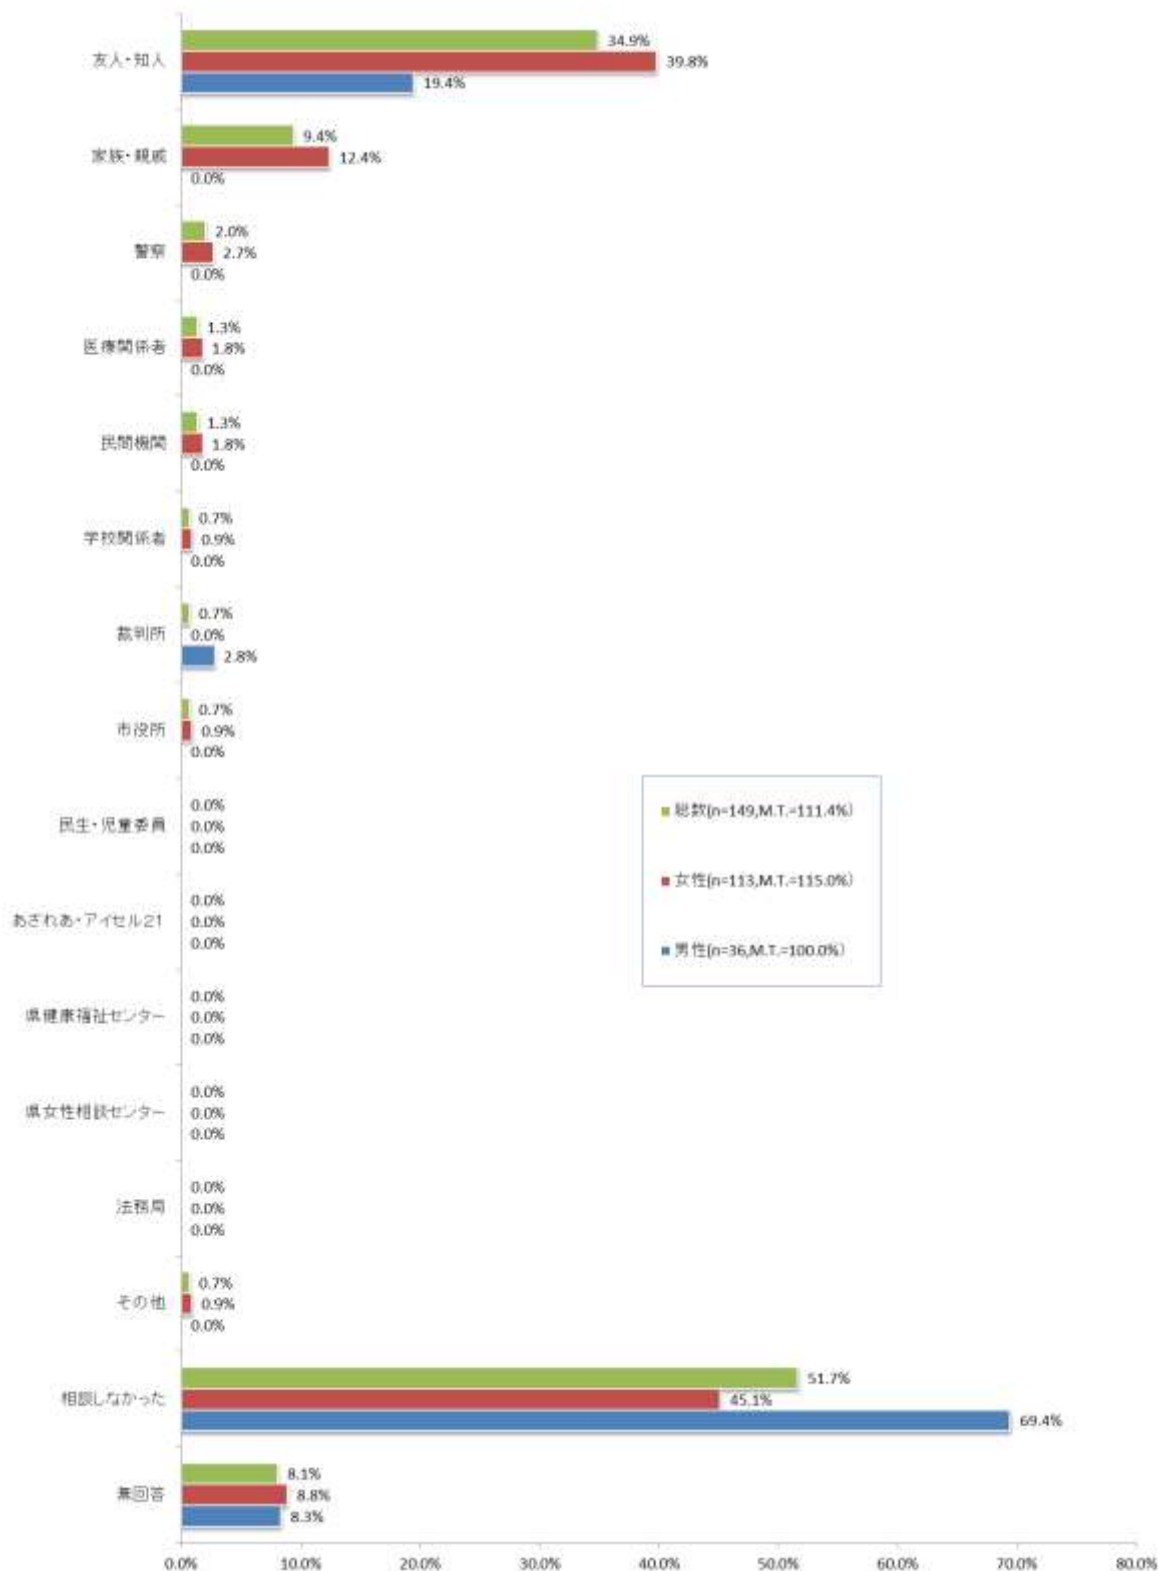 友人・知人
34.9%
39.8%
19.4%
家族・親戚
9.4%
12.4%
0.0%
警察
2.0%
2.7%
0.0%
医療関係者
1.3%
1.8%
0.0%
民間機関
1.3%
1.8%
0.0%
学校関係者
0.7%
0.9%
0.0%
裁判所
0.7%
0.0%
2.8%
市役所
0.7%
0.9%
0.0%
民生・児童委員
0.0%
0.0%
0.0%
あざれあ・アイセル21
0.0%
0.0%
0.0%
県健康福祉センター
0.0%
0.0%
0.0%
県女性相談センター
0.0%
0.0%
0.0%
法務局
0.0%
0.0%
0.0%
その他
0.7%
0.9%
0.0%
相談しなかった
51.7%
45.1%
69.4%
無回答
8.1%
8.8%
8.3%
総数(n=149,M.T.=111.4%)
女性(n=113,M.T.=115.0%)
男性(n=36,M.T.=100.0%)
0.0% 10.0% 20.0% 30.0% 40.0% 50.0% 60.0% 70.0% 80.0%